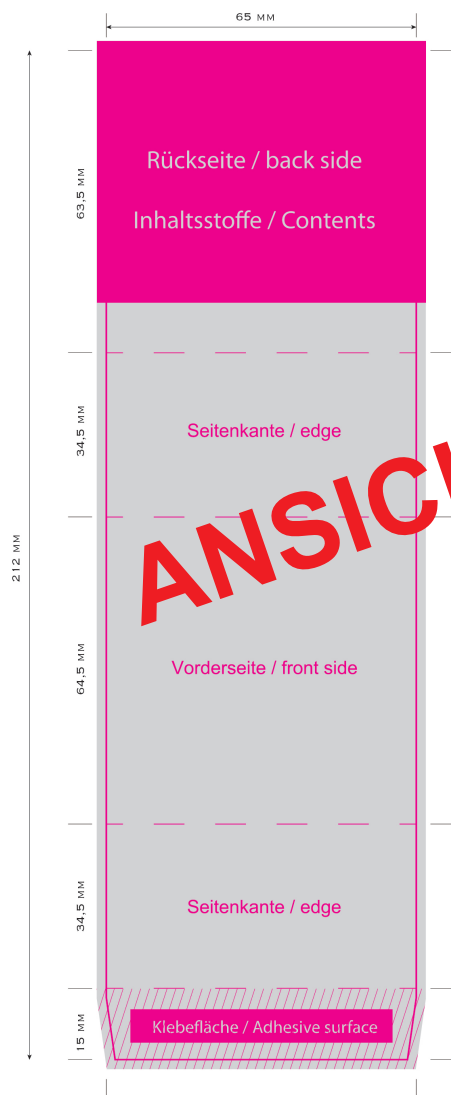 65 MM
Rückseite / back side
63,5 MM
Inhaltsstoffe / Contents
34,5 MM
Seitenkante / edge
212 MM
64,5 MM
Vorderseite / front side
34,5 MM
Seitenkante / edge
15 MM
Klebefläche / Adhesive surface